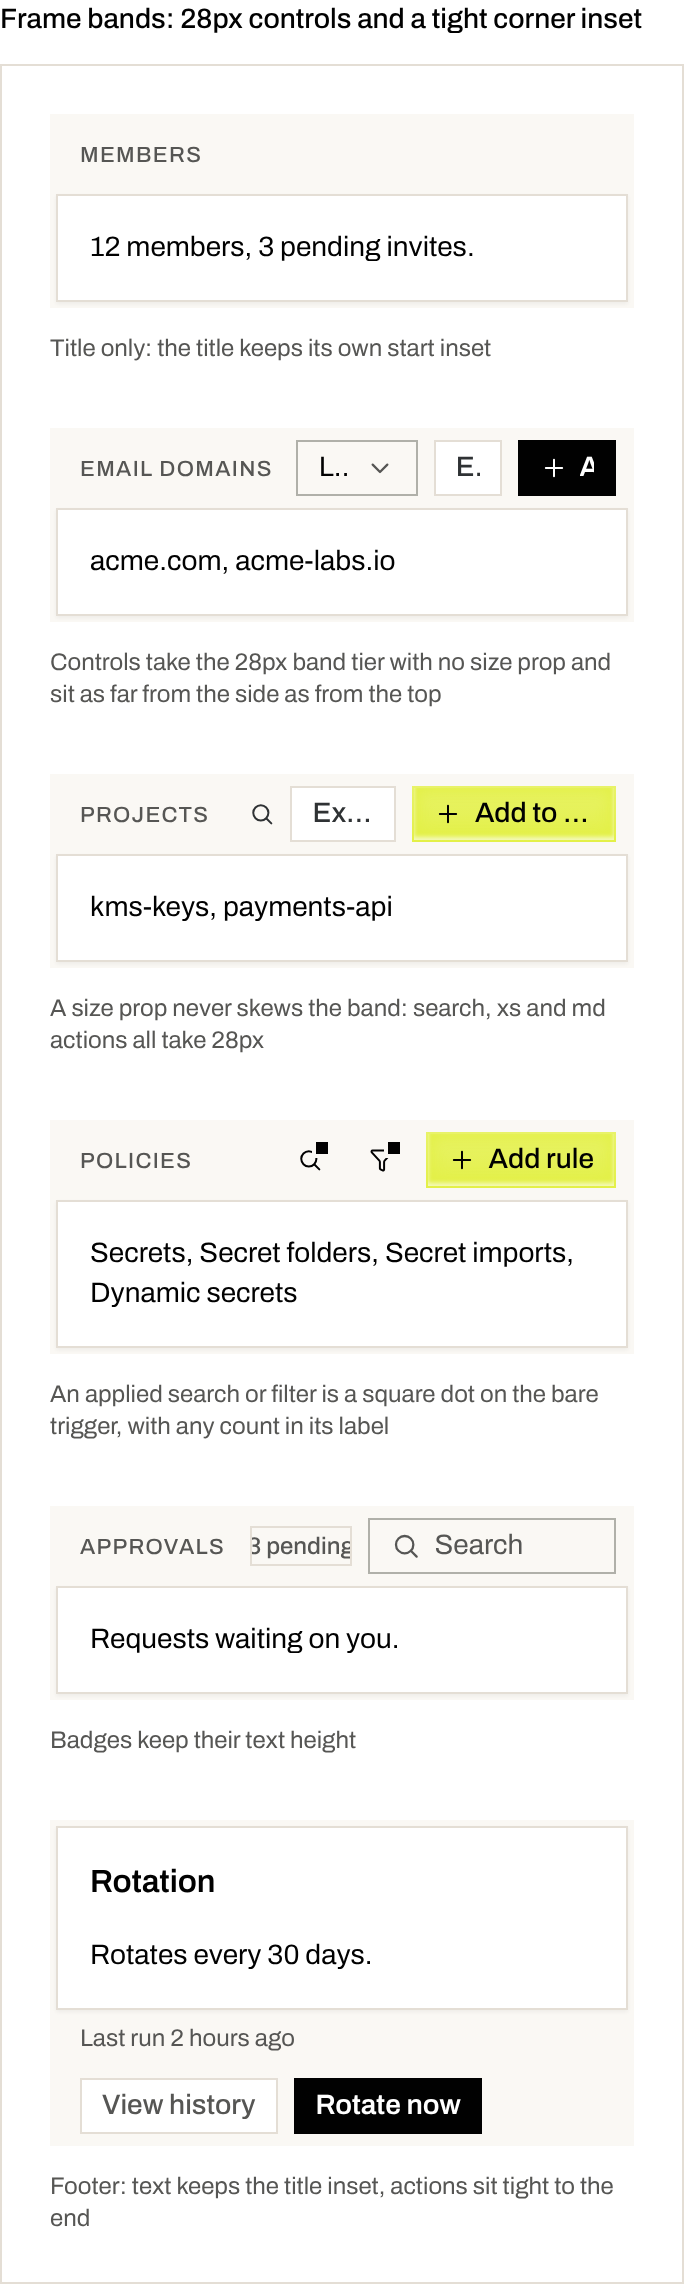 Frame bands: 28px controls and a tight corner inset
MEMBERS
12 members, 3 pending invites.
Title only: the title keeps its own start inset
EMAIL DOMAINS L.. E. + A
acme.com, acme-labs.io
Controls take the 28px band tier with no size prop and
sit as far from the side as from the top
PROJECTS Ex... + Add to ...
kms-keys, payments-api
A size prop never skews the band: search, xs and md
actions all take 28px
POLICIES + Add rule
Secrets, Secret folders, Secret imports,
Dynamic secrets
An applied search or filter is a square dot on the bare
trigger, with any count in its label
APPROVALS 3 pending Search
Requests waiting on you.
Badges keep their text height
Rotation
Rotates every 30 days.
Last run 2 hours ago
View history Rotate now
Footer: text keeps the title inset, actions sit tight to the
end